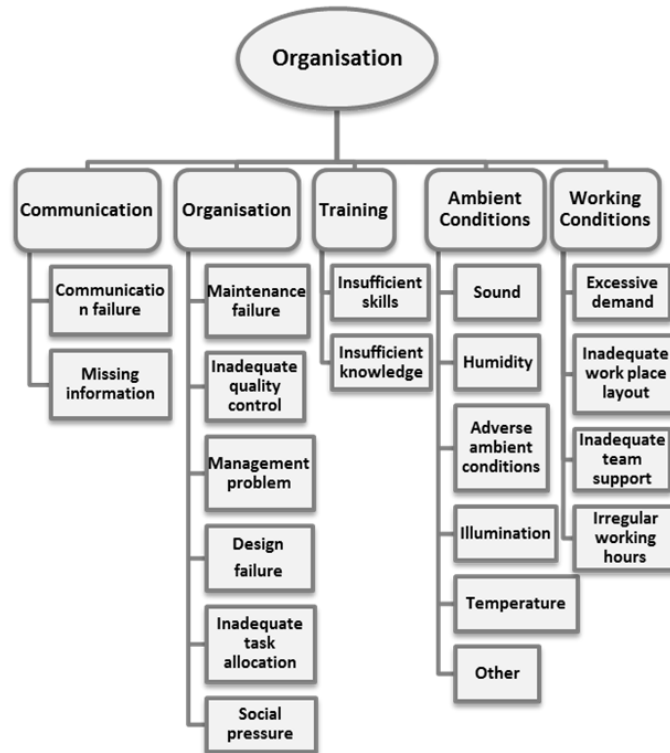 Organisation
Communication
Communicatio
n failure
Missing
information
Organisation
Maintenance
failure
Inadequate
quality
control
Management
problem
Design
failure
Inadequate
task
allocation
Social
pressure
Training
Insufficient
skills
Insufficient
knowledge
Ambient
Conditions
Sound
Humidity
Adverse
ambient
conditions
Illumination
Temperature
Other
Working
Conditions
Excessive
demand
Inadequate
work place
layout
Inadequate
team
support
Irregular
working
hours